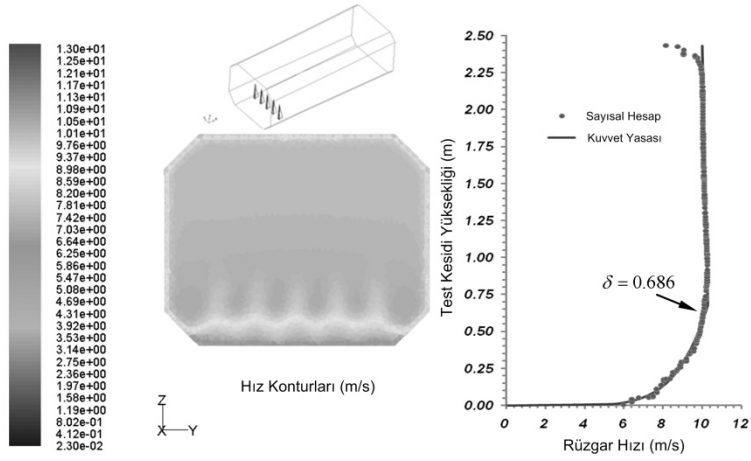 1.30e+01
1.25e+01
1.21e+01
1.17e+01
1.13e+01
1.09e+01
1.05e+01
1.01e+01
9.76e+00
9.37e+00
8.98e+00
8.59e+00
8.20e+00
7.81e+00
7.42e+00
7.03e+00
6.64e+00
6.25e+00
5.86e+00
5.47e+00
5.08e+00
4.69e+00
4.31e+00
3.92e+00
3.53e+00
3.14e+00
2.75e+00
2.36e+00
1.97e+00
1.58e+00
1.19e+00
8.02e-01
4.12e-01
2.30e-02
Hız Konturları (m/s)
Z
X
Y
Test Kesidi Yüksekliği (m)
2.50
2.25
2.00
1.75
1.50
1.25
1.00
0.75
0.50
0.25
0.00
Sayısal Hesap
Kuvvet Yasası
δ = 0.686
0 2 4 6 8 10 12
Rüzgar Hızı (m/s)